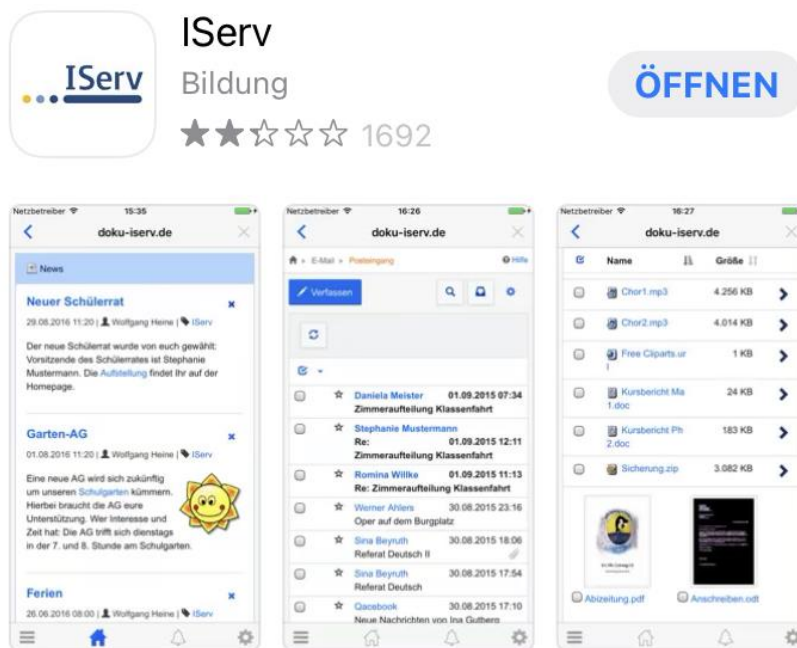 IServ
IServ
Bildung
ÖFFNEN
1692
Netzbetreiber 15:35
doku-iserv.de
News
Neuer Schülerrat
29.08.2016 11:20 | Wolfgang Heine | IServ
Der neue Schülerrat wurde von euch gewählt:
Vorsitzende des Schülerrates ist Stephanie
Mustermann. Die Aufstellung findet Ihr auf der
Homepage.
Garten-AG
01.08.2016 11:20 | Wolfgang Heine | IServ
Eine neue AG wird sich zukünftig
um unseren Schulgarten kümmern.
Hierbei braucht die AG eure
Unterstützung. Wer Interesse und
Zeit hat: Die AG trifft sich dienstags
in der 7. und 8. Stunde am Schulgarten.
Ferien
26.06.2016 08:00 | Wolfgang Heine | IServ
Netzbetreiber 16:26
doku-iserv.de
E-Mail » Posteingang Hilfe
Verfassen
Daniela Meister 01.09.2015 07:34
Zimmeraufteilung Klassenfahrt
Stephanie Mustermann
Re: 01.09.2015 12:11
Zimmeraufteilung Klassenfahrt
Romina Willke 01.09.2015 11:13
Re: Zimmeraufteilung Klassenfahrt
Werner Ahlers 30.08.2015 23:16
Oper auf dem Burgplatz
Sina Beyruth 30.08.2015 18:06
Referat Deutsch II
Sina Beyruth 30.08.2015 17:54
Referat Deutsch
Qacebook 30.08.2015 17:10
Neue Nachrichten von Ina Gutberg
Netzbetreiber 16:27
doku-iserv.de
Name Größe
Chor1.mp3 4.256 KB
Chor2.mp3 4.014 KB
Free Cliparts.ur
l 1 KB
Kursbericht Ma
1.doc 24 KB
Kursbericht Ph
2.doc 183 KB
Sicherung.zip 3.082 KB
Abizeitung.pdf
Anschreiben.odt